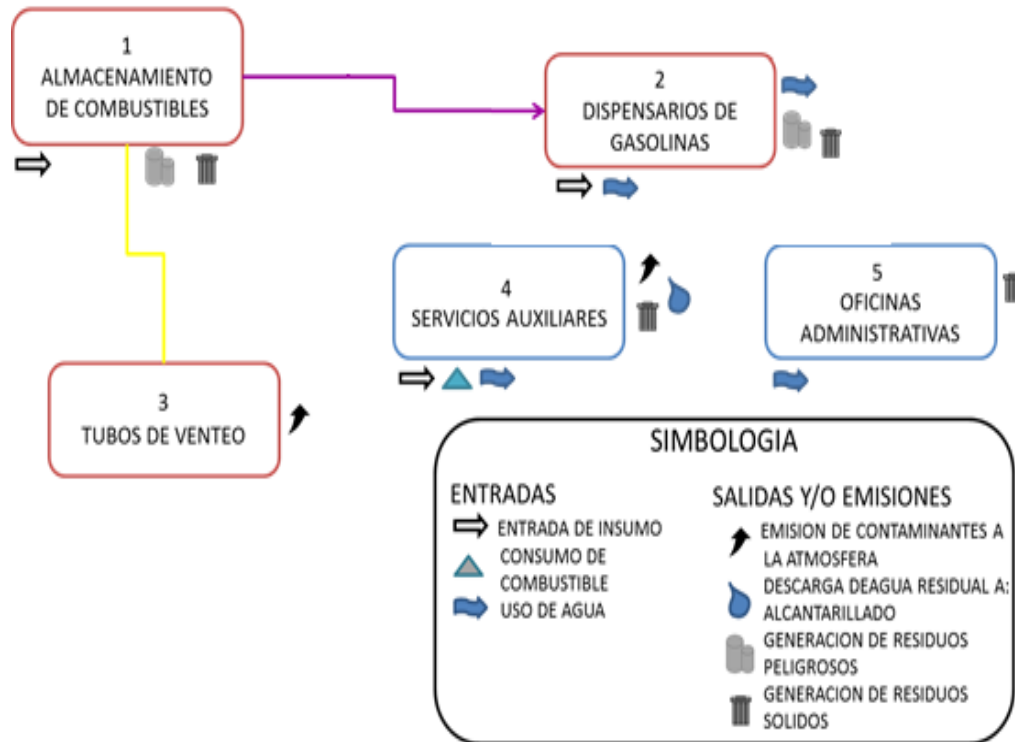 1
ALMACENAMIENTO
DE COMBUSTIBLES
2
DISPENSARIOS DE
GASOLINAS
3
TUBOS DE VENTEO
4
SERVICIOS AUXILIARES
5
OFICINAS
ADMINISTRATIVAS
SIMBOLOGIA
ENTRADAS
ENTRADA DE INSUMO
CONSUMO DE
COMBUSTIBLE
USO DE AGUA
SALIDAS Y/O EMISIONES
EMISION DE CONTAMINANTES A
LA ATMOSFERA
DESCARGA DEAGUA RESIDUAL A:
ALCANTARILLADO
GENERACION DE RESIDUOS
PELIGROSOS
GENERACION DE RESIDUOS
SOLIDOS